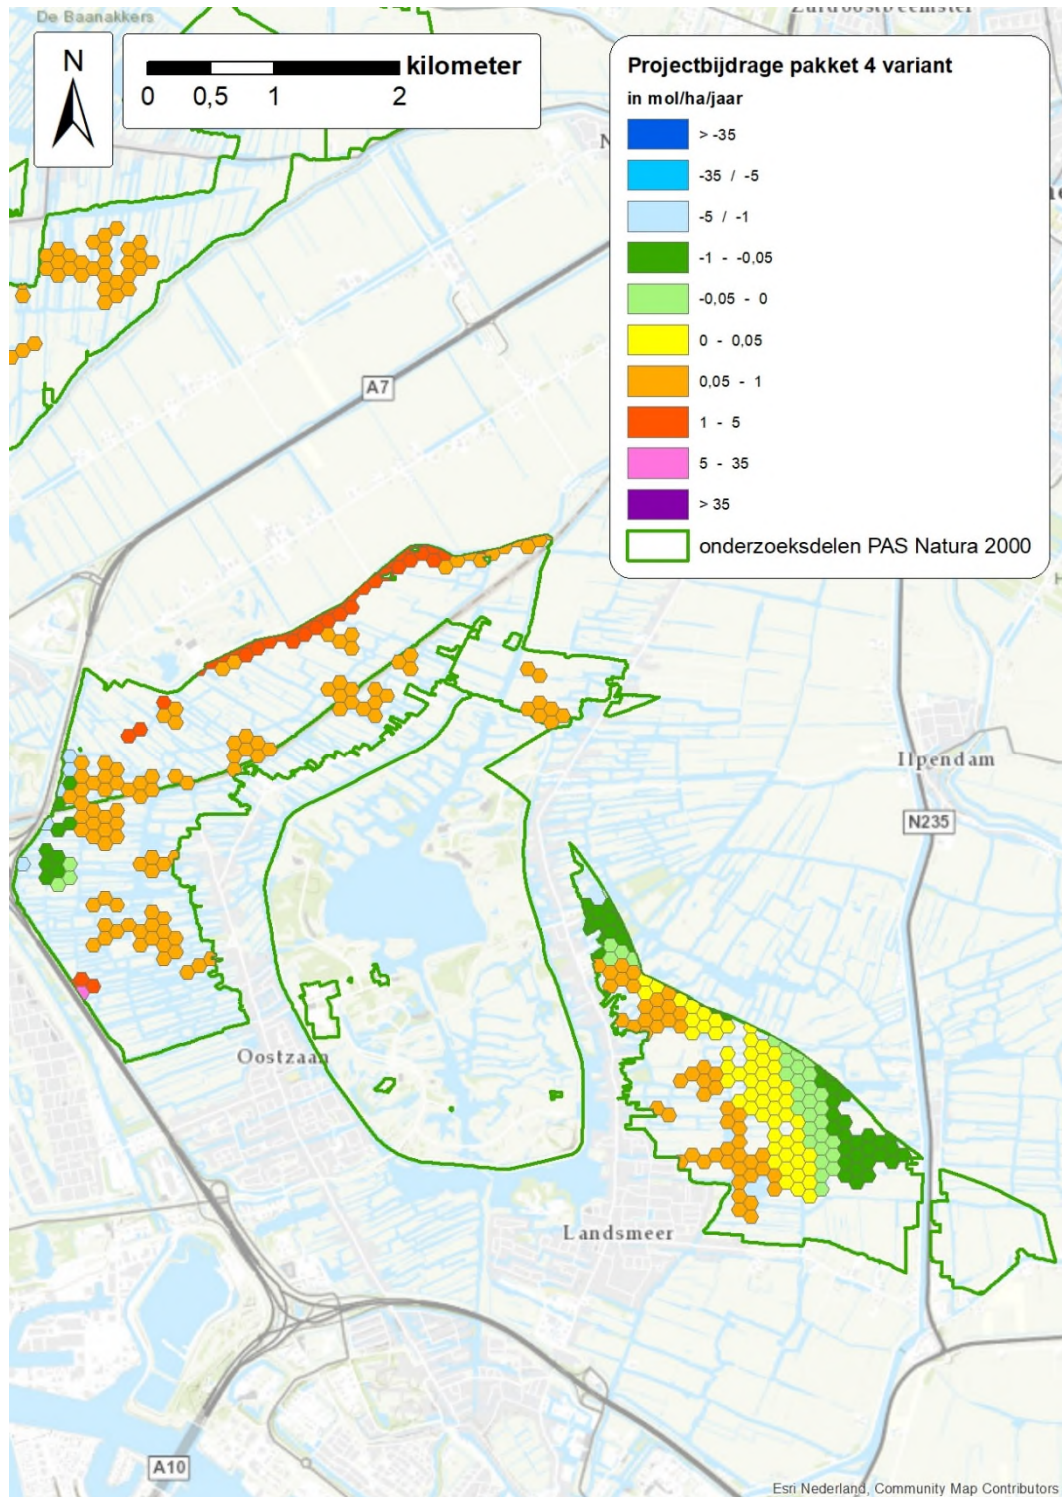 De Baanakkers
Zuidoostbeemster
N
kilometer
0 0,5 1 2
Projectbijdrage pakket 4 variant
in mol/ha/jaar
> -35
-35 / -5
-5 / -1
-1 - -0,05
-0,05 - 0
0 - 0,05
0,05 - 1
1 - 5
5 - 35
> 35
onderzoeksdelen PAS Natura 2000
A7
Ilpendam
N235
Oostzaan
Landsmeer
A10
Esri Nederland, Community Map Contributors